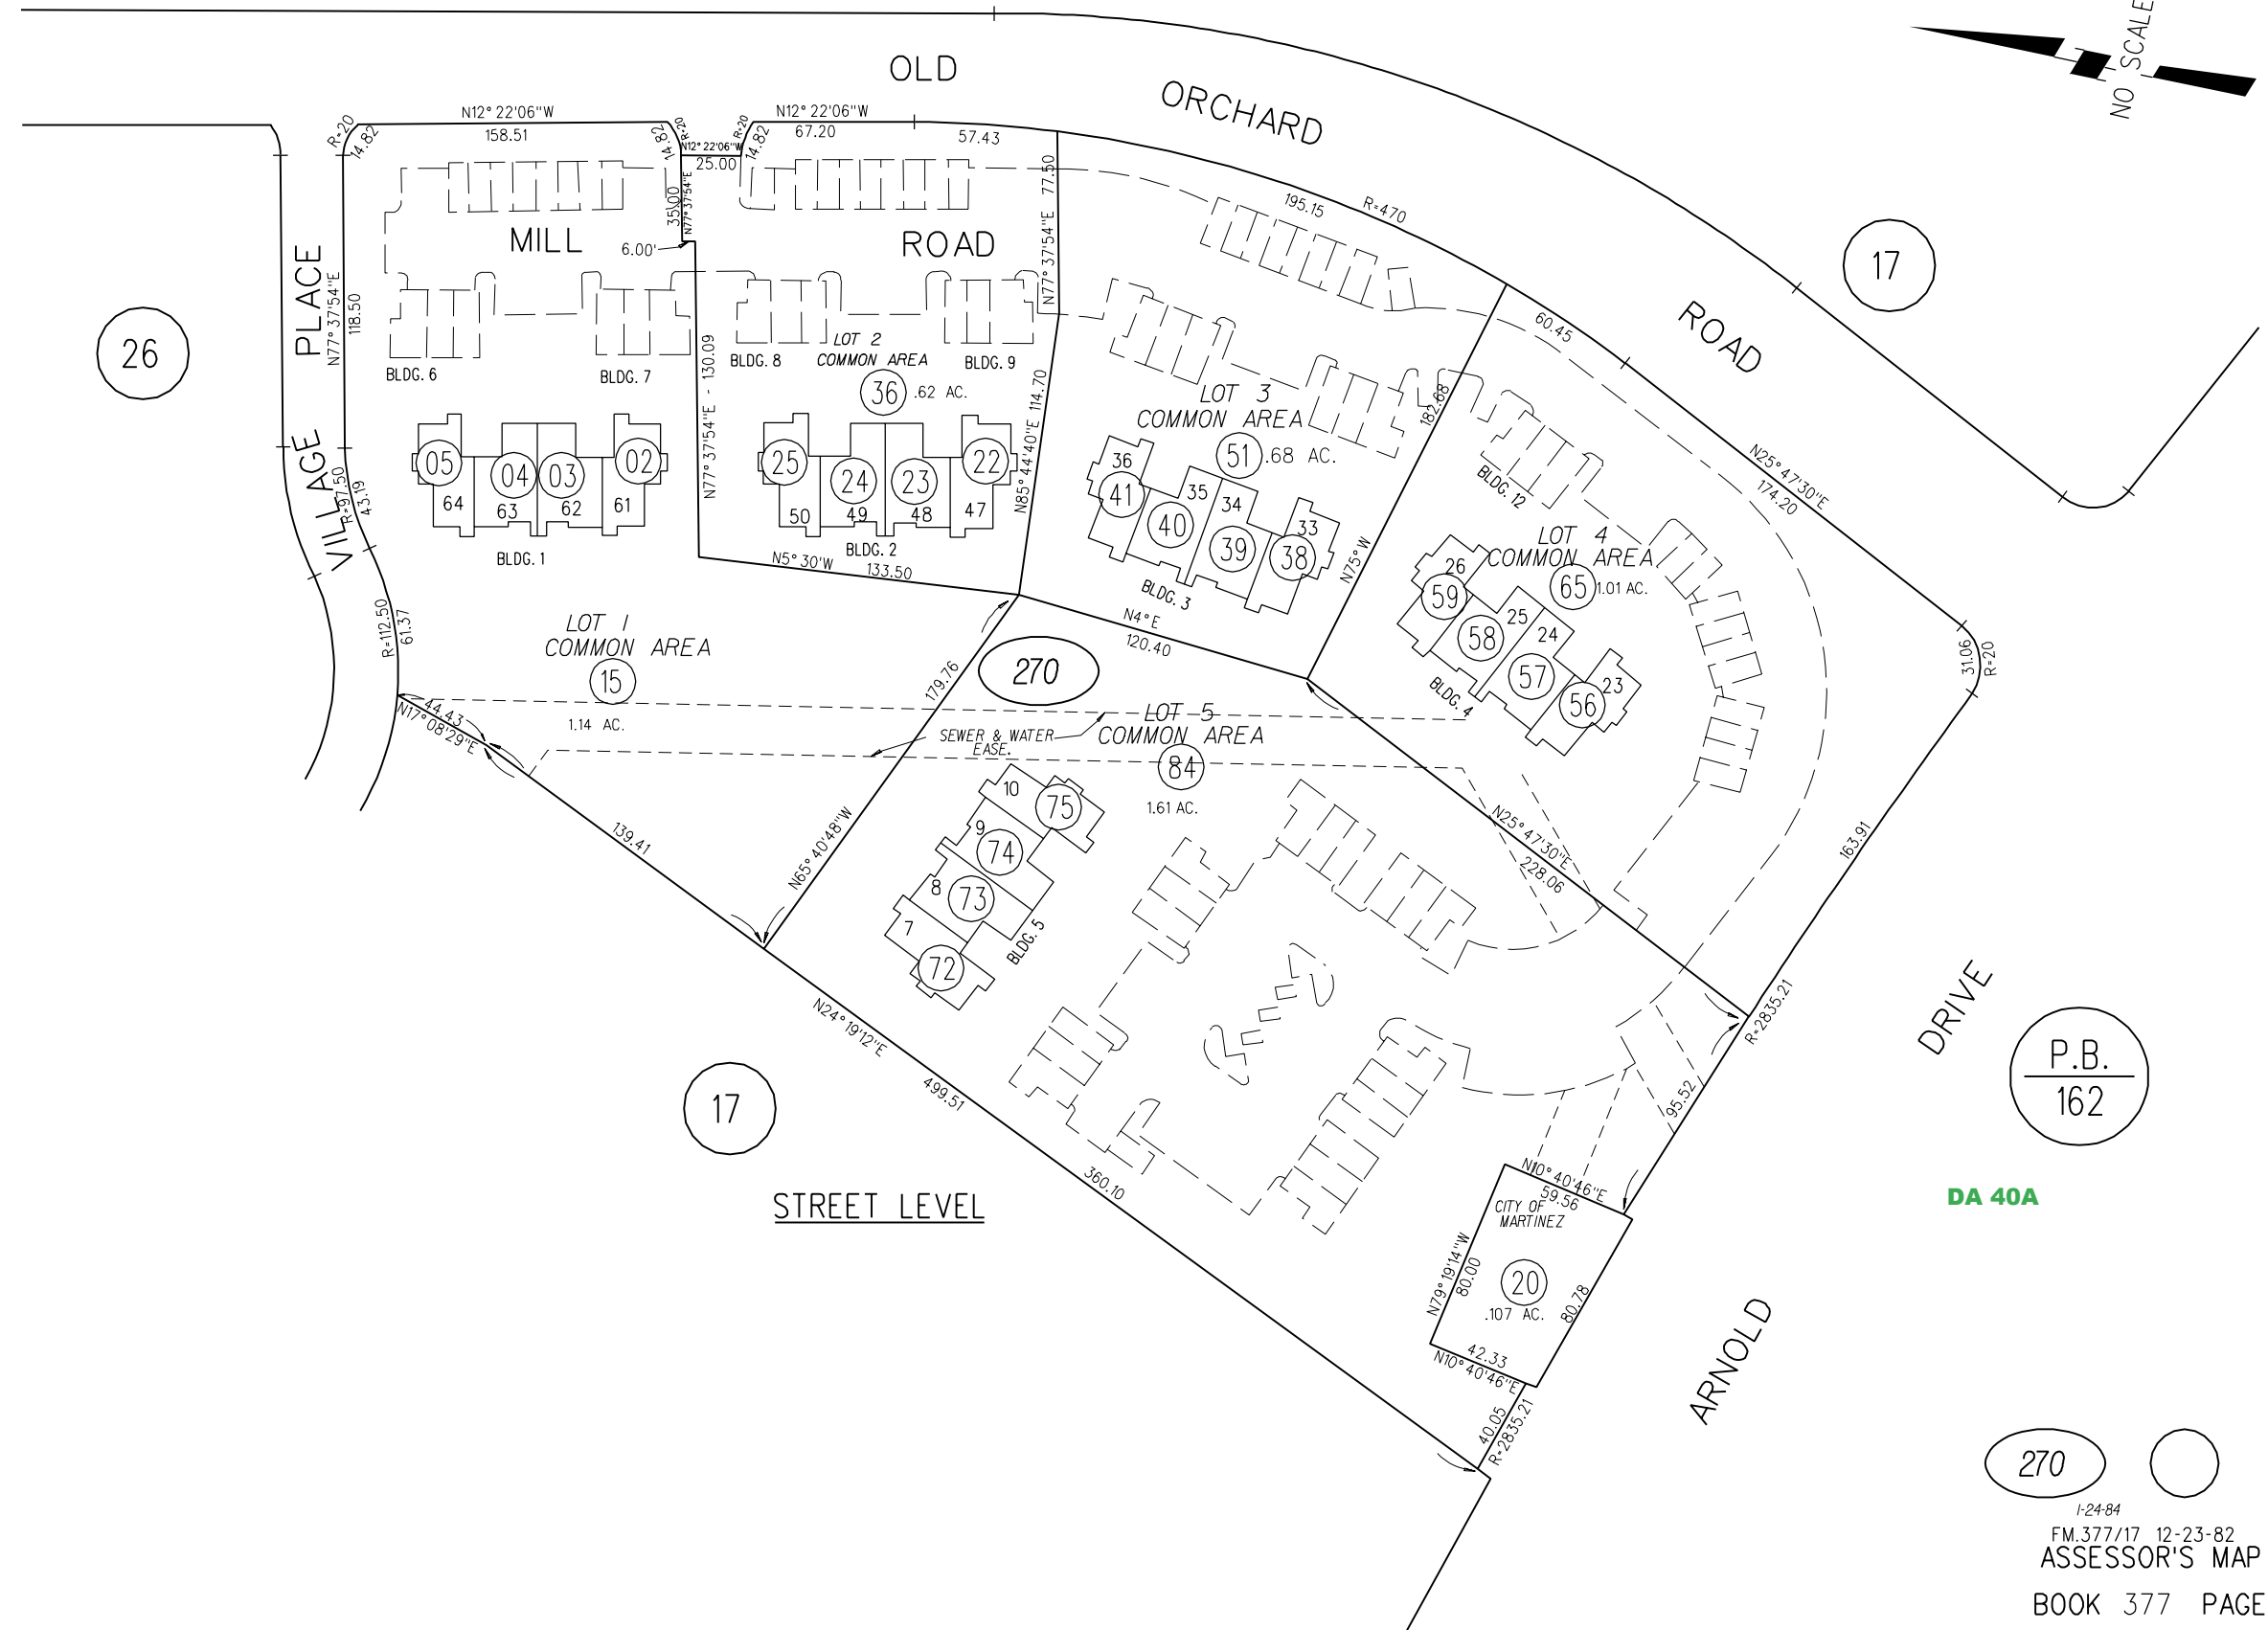 NO SCALE
OLD
ORCHARD
ROAD
N12°22'06"W
158.51
R=20
14.82
14.82
R=20
N12°22'06"W
25.00
R=20
14.82
N12°22'06"W
67.20
57.43
195.15
R=470
60.45
17
26
VILLAGE PLACE
N77°37'54"E
118.50
R=97.50
43.19
R=112.50
61.37
MILL
ROAD
35.00
N77°37'54"E
6.00'
N77°37'54"E 77.50
N77°37'54"E - 130.09
N85°44'40"E 114.70
182.68
N75°W
BLDG. 6
BLDG. 7
BLDG. 8
BLDG. 9
LOT 2
COMMON AREA
36
.62 AC.
LOT 3
COMMON AREA
51
.68 AC.
BLDG. 12
N25°47'30"E
174.20
05
04
03
02
64
63
62
61
BLDG. 1
25
24
23
22
50
49
48
47
BLDG. 2
36
41
35
40
34
39
33
38
BLDG. 3
LOT 4
COMMON AREA
65
1.01 AC.
26
59
25
58
24
57
23
56
BLDG. 4
N5°30'W
133.50
N4°E
120.40
31.06
R=20
LOT 1
COMMON AREA
15
1.14 AC.
270
179.76
N65°40'48"W
44.43
N17°08'29"E
139.41
SEWER & WATER
EASE.
LOT 5
COMMON AREA
84
1.61 AC.
10
75
9
74
8
73
7
72
BLDG. 5
N25°47'30"E
228.06
163.91
R=2835.21
95.52
N24°19'12"E
499.51
360.10
17
STREET LEVEL
N10°40'46"E
59.56
CITY OF
MARTINEZ
N79°19'14"W
80.00
20
.107 AC.
80.78
42.33
N10°40'46"E
40.05
R=2835.21
ARNOLD
DRIVE
P.B.
162
DA 40A
270
1-24-84
FM.377/17 12-23-82
ASSESSOR'S MAP
BOOK 377 PAGE